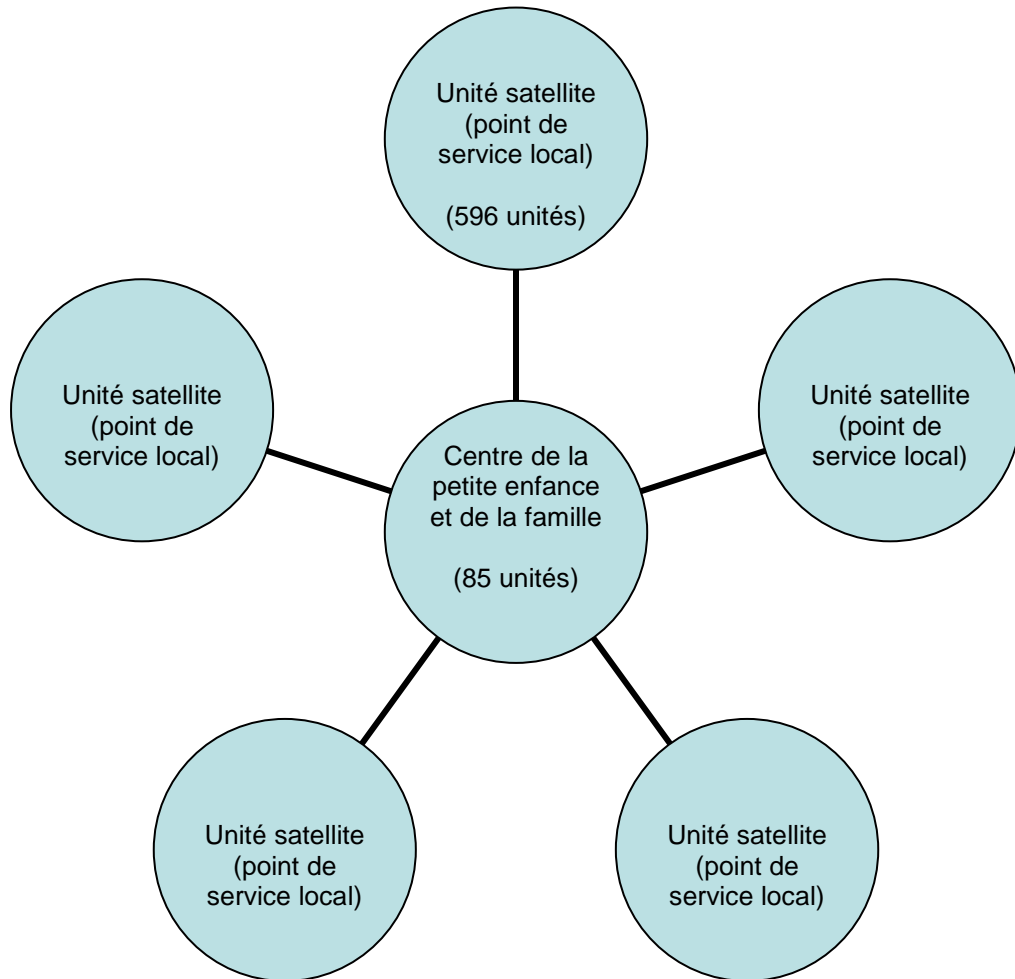 Unité satellite
(point de
service local)
(596 unités)
Unité satellite
(point de
service local)
Unité satellite
(point de
service local)
Centre de la
petite enfance
et de la famille
(85 unités)
Unité satellite
(point de
service local)
Unité satellite
(point de
service local)